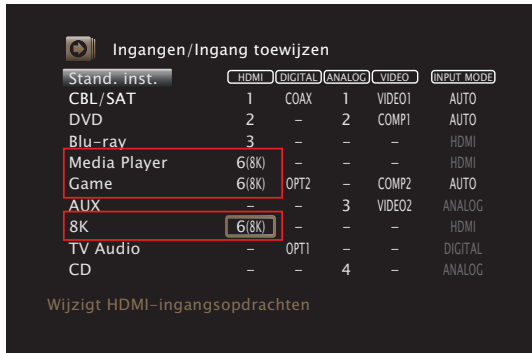 Ingangen/Ingang toewijzen
Stand. inst. HDMI DIGITAL ANALOG VIDEO INPUT MODE
CBL/SAT 1 COAX 1 VIDEO1 AUTO
DVD 2 – 2 COMP1 AUTO
Blu-ray 3 – – – HDMI
Media Player 6(8K) – – – HDMI
Game 6(8K) OPT2 – COMP2 AUTO
AUX – – 3 VIDEO2 ANALOG
8K 6(8K) – – – HDMI
TV Audio – OPT1 – – DIGITAL
CD – – 4 – ANALOG
Wijzigt HDMI-ingangsopdrachten